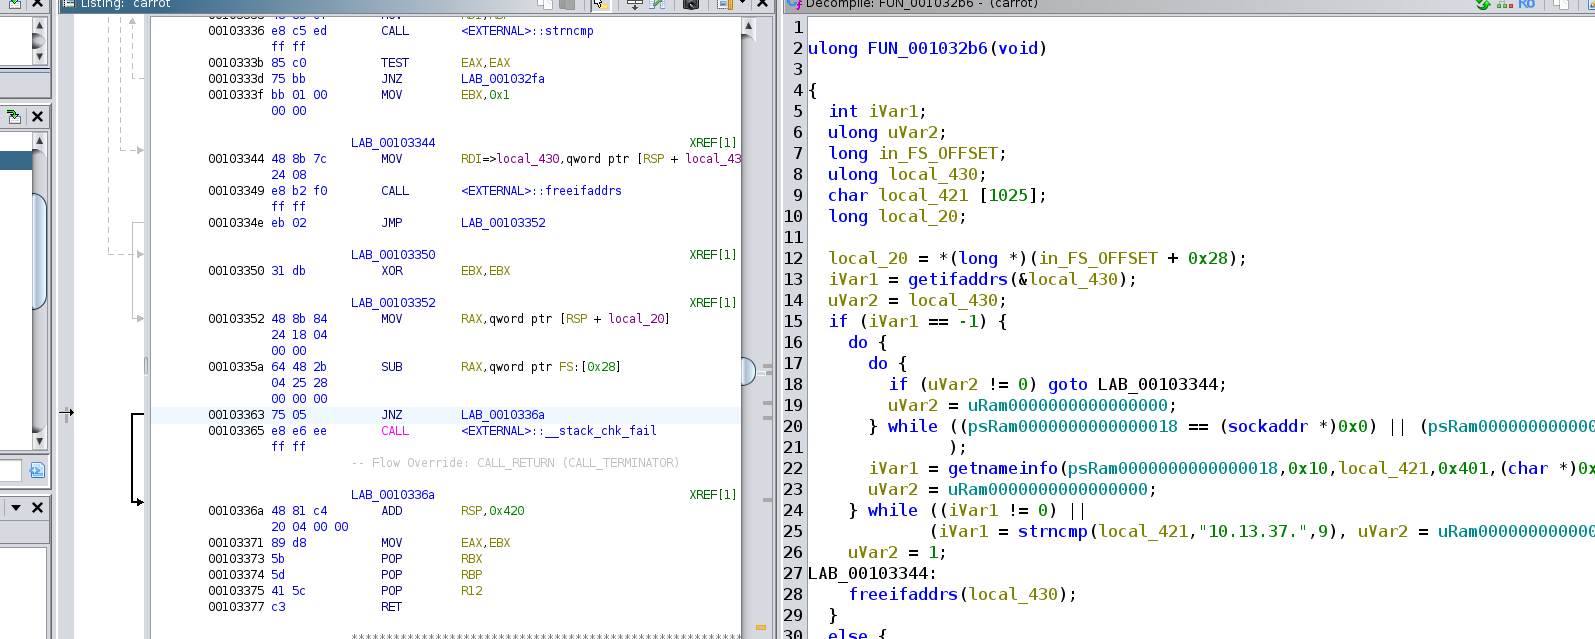 Listing: carrot
00103336 e8 c5 ed CALL <EXTERNAL>::strncmp
ff ff
0010333b 85 c0 TEST EAX,EAX
0010333d 75 bb JNZ LAB_001032fa
0010333f bb 01 00 MOV EBX,0x1
00 00
LAB_00103344 XREF[1]
00103344 48 8b 7c MOV RDI=>local_430,qword ptr [RSP + local_43
24 08
00103349 e8 b2 f0 CALL <EXTERNAL>::freeifaddrs
ff ff
0010334e eb 02 JMP LAB_00103352
LAB_00103350 XREF[1]
00103350 31 db XOR EBX,EBX
LAB_00103352 XREF[1]
00103352 48 8b 84 MOV RAX,qword ptr [RSP + local_20]
24 18 04
00 00
0010335a 64 48 2b SUB RAX,qword ptr FS:[0x28]
04 25 28
00 00 00
00103363 75 05 JNZ LAB_0010336a
00103365 e8 e6 ee CALL <EXTERNAL>::__stack_chk_fail
ff ff
-- Flow Override: CALL_RETURN (CALL_TERMINATOR)
LAB_0010336a XREF[1]
0010336a 48 81 c4 ADD RSP,0x420
20 04 00 00
00103371 89 d8 MOV EAX,EBX
00103373 5b POP RBX
00103374 5d POP RBP
00103375 41 5c POP R12
00103377 c3 RET
Decompile: FUN_001032b6 - (carrot)
1
2 ulong FUN_001032b6(void)
3
4 {
5 int iVar1;
6 ulong uVar2;
7 long in_FS_OFFSET;
8 ulong local_430;
9 char local_421 [1025];
10 long local_20;
11
12 local_20 = *(long *)(in_FS_OFFSET + 0x28);
13 iVar1 = getifaddrs(&local_430);
14 uVar2 = local_430;
15 if (iVar1 == -1) {
16 do {
17 do {
18 if (uVar2 != 0) goto LAB_00103344;
19 uVar2 = uRam0000000000000000;
20 } while ((psRam0000000000000018 == (sockaddr *)0x0) || (psRam000000000000
21 );
22 iVar1 = getnameinfo(psRam0000000000000018,0x10,local_421,0x401,(char *)0x
23 uVar2 = uRam0000000000000000;
24 } while ((iVar1 != 0) ||
25 (iVar1 = strncmp(local_421,"10.13.37.",9), uVar2 = uRam000000000000
26 uVar2 = 1;
27 LAB_00103344:
28 freeifaddrs(local_430);
29 }
30 else {